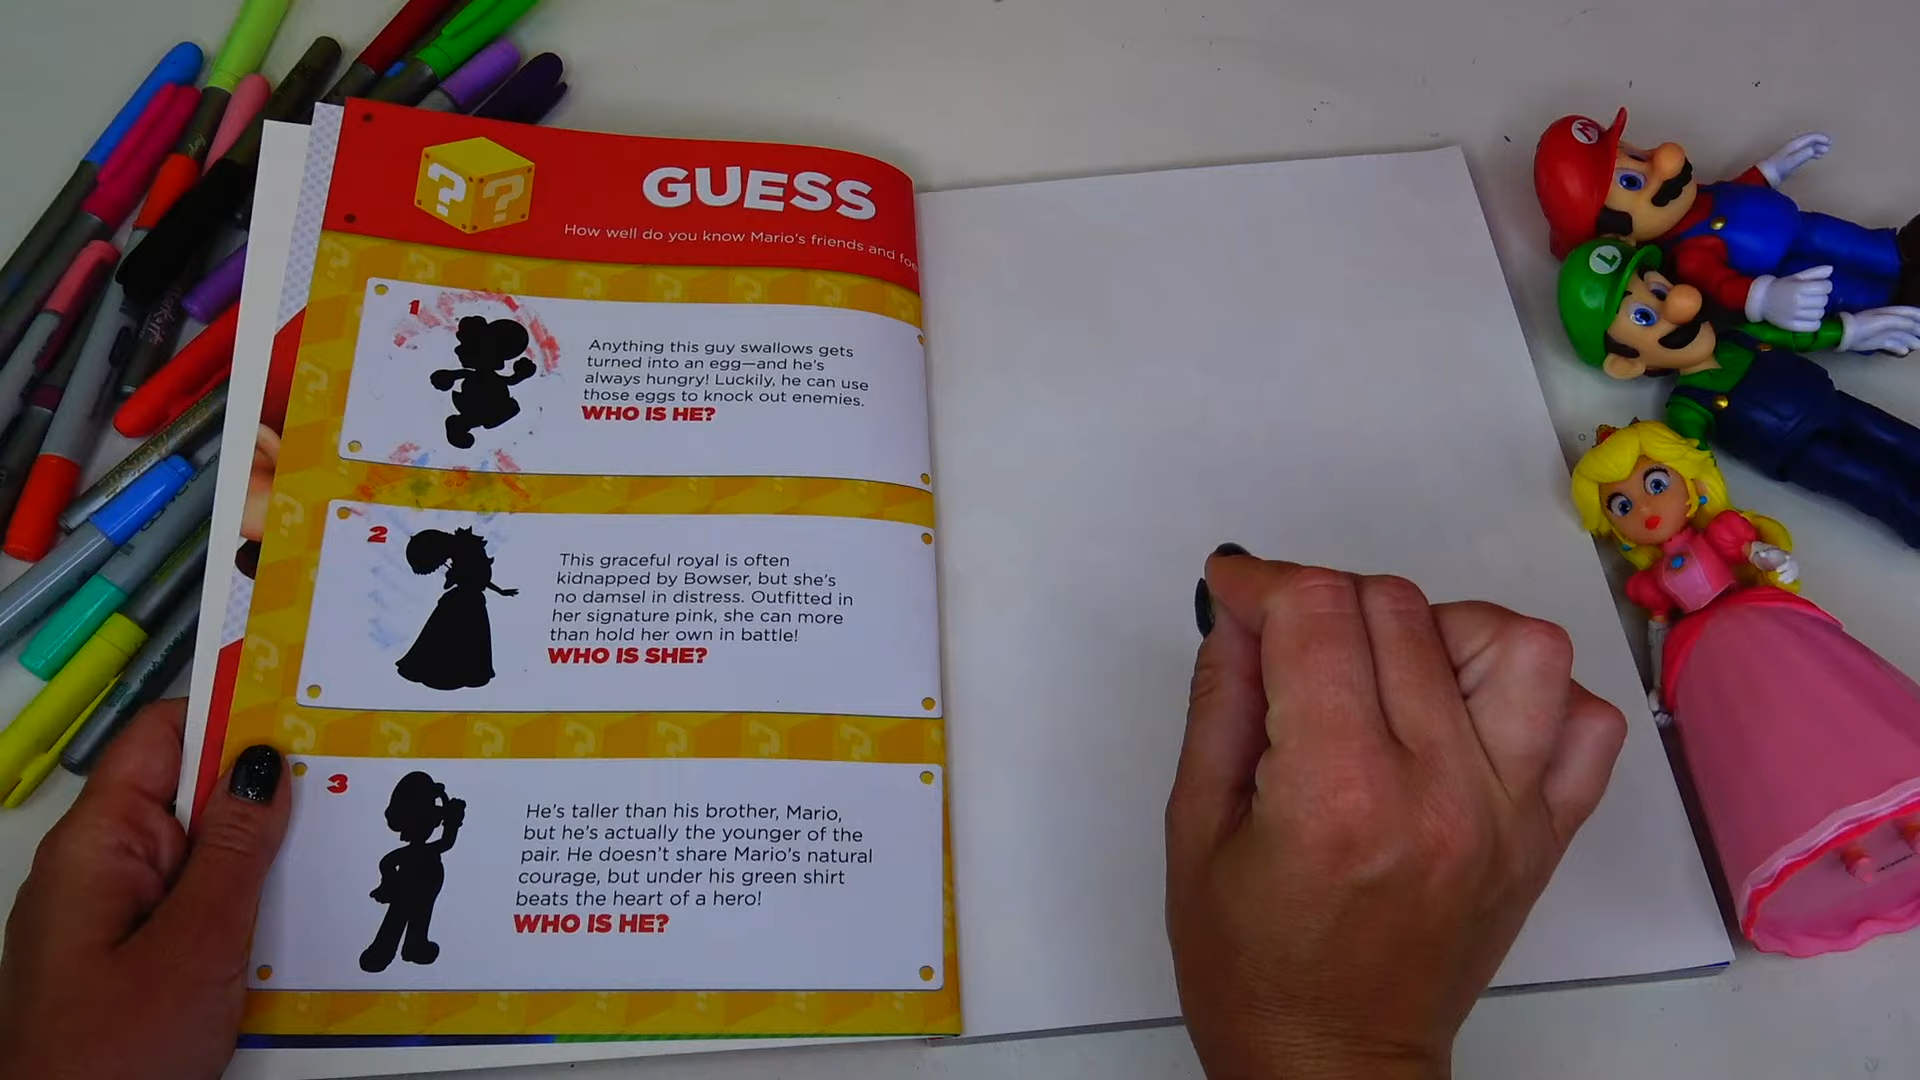 GUESS
How well do you know Mario's friends and foe
1
Anything this guy swallows gets
turned into an egg—and he's
always hungry! Luckily, he can use
those eggs to knock out enemies.
WHO IS HE?
2
This graceful royal is often
kidnapped by Bowser, but she's
no damsel in distress. Outfitted in
her signature pink, she can more
than hold her own in battle!
WHO IS SHE?
3
He's taller than his brother, Mario,
but he's actually the younger of the
pair. He doesn't share Mario's natural
courage, but under his green shirt
beats the heart of a hero!
WHO IS HE?
M
L